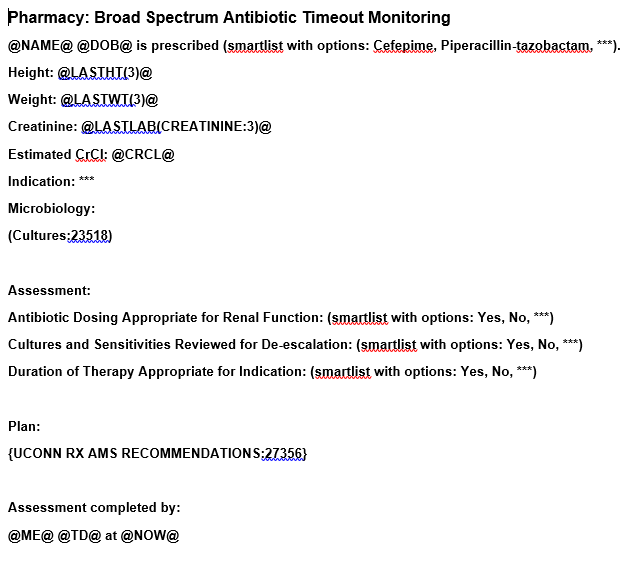 Pharmacy: Broad Spectrum Antibiotic Timeout Monitoring
@NAME@ @DOB@ is prescribed (smartlist with options: Cefepime, Piperacillin-tazobactam, ***).
Height: @LASTHT(3)@
Weight: @LASTWT(3)@
Creatinine: @LASTLAB(CREATININE:3)@
Estimated CrCl: @CRCL@
Indication: ***
Microbiology:
(Cultures:23518)
Assessment:
Antibiotic Dosing Appropriate for Renal Function: (smartlist with options: Yes, No, ***)
Cultures and Sensitivities Reviewed for De-escalation: (smartlist with options: Yes, No, ***)
Duration of Therapy Appropriate for Indication: (smartlist with options: Yes, No, ***)
Plan:
{UCONN RX AMS RECOMMENDATIONS:27356}
Assessment completed by:
@ME@ @TD@ at @NOW@